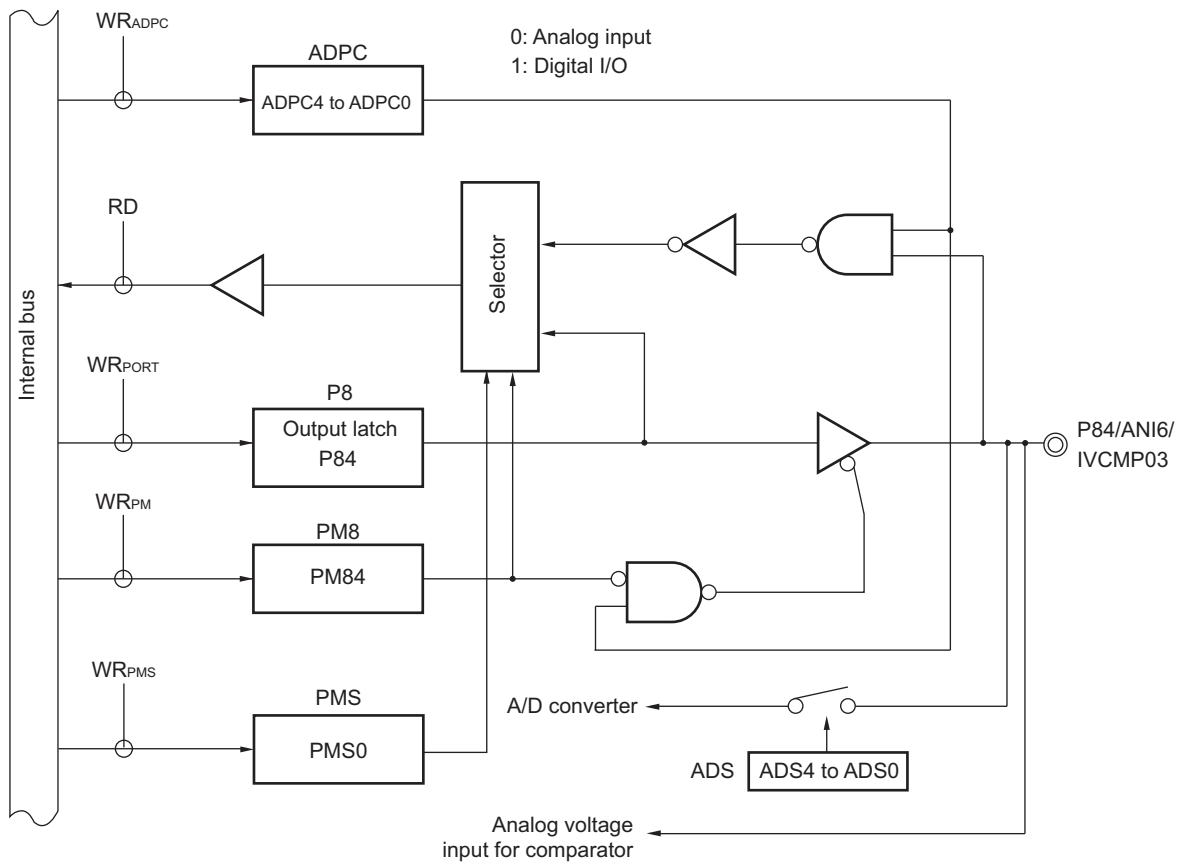 WRADPC
0: Analog input
1: Digital I/O
ADPC
ADPC4 to ADPC0
RD
Selector
Internal bus
WRPORT
P8
Output latch
P84
P84/ANI6/
IVCMP03
WRPM
PM8
PM84
WRPMS
PMS
PMS0
A/D converter
ADS
ADS4 to ADS0
Analog voltage
input for comparator